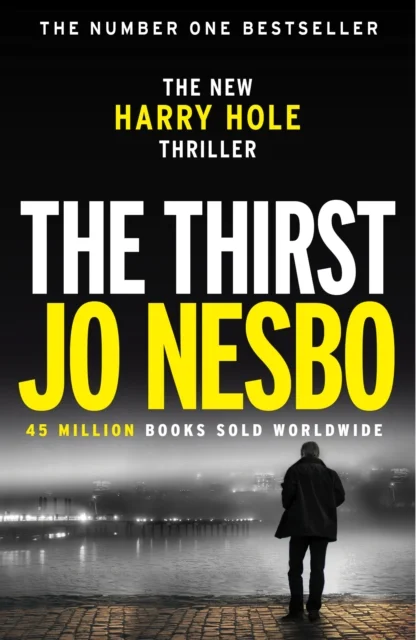 THE NUMBER ONE BESTSELLER
THE NEW
HARRY HOLE
THRILLER
THE THIRST
JO NESBO
45 MILLION BOOKS SOLD WORLDWIDE